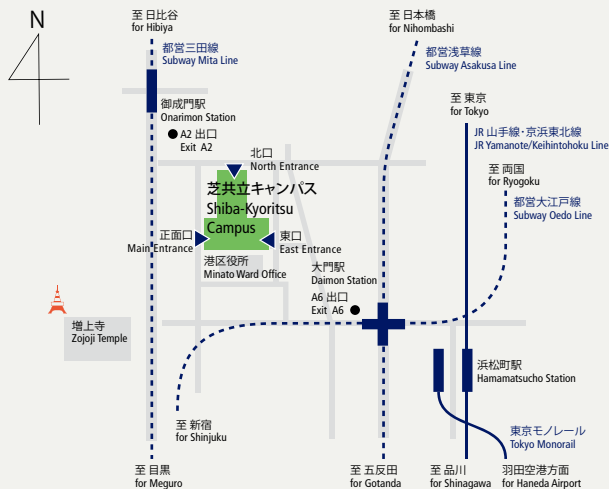 N
至 日比谷
for Hibiya
都営三田線
Subway Mita Line
至 日本橋
for Nihombashi
都営浅草線
Subway Asakusa Line
御成門駅
Onarimon Station
A2 出口
Exit A2
至 東京
for Tokyo
JR 山手線・京浜東北線
JR Yamanote/Keihintohoku Line
北口
North Entrance
至 両国
for Ryogoku
都営大江戸線
Subway Oedo Line
芝共立キャンパス
Shiba-Kyoritsu
Campus
正面口
Main Entrance
東口
East Entrance
港区役所
Minato Ward Office
大門駅
Daimon Station
A6 出口
Exit A6
増上寺
Zojoji Temple
浜松町駅
Hamamatsucho Station
至 新宿
for Shinjuku
東京モノレール
Tokyo Monorail
至 目黒
for Meguro
至 五反田
for Gotanda
至 品川
for Shinagawa
羽田空港方面
for Haneda Airport